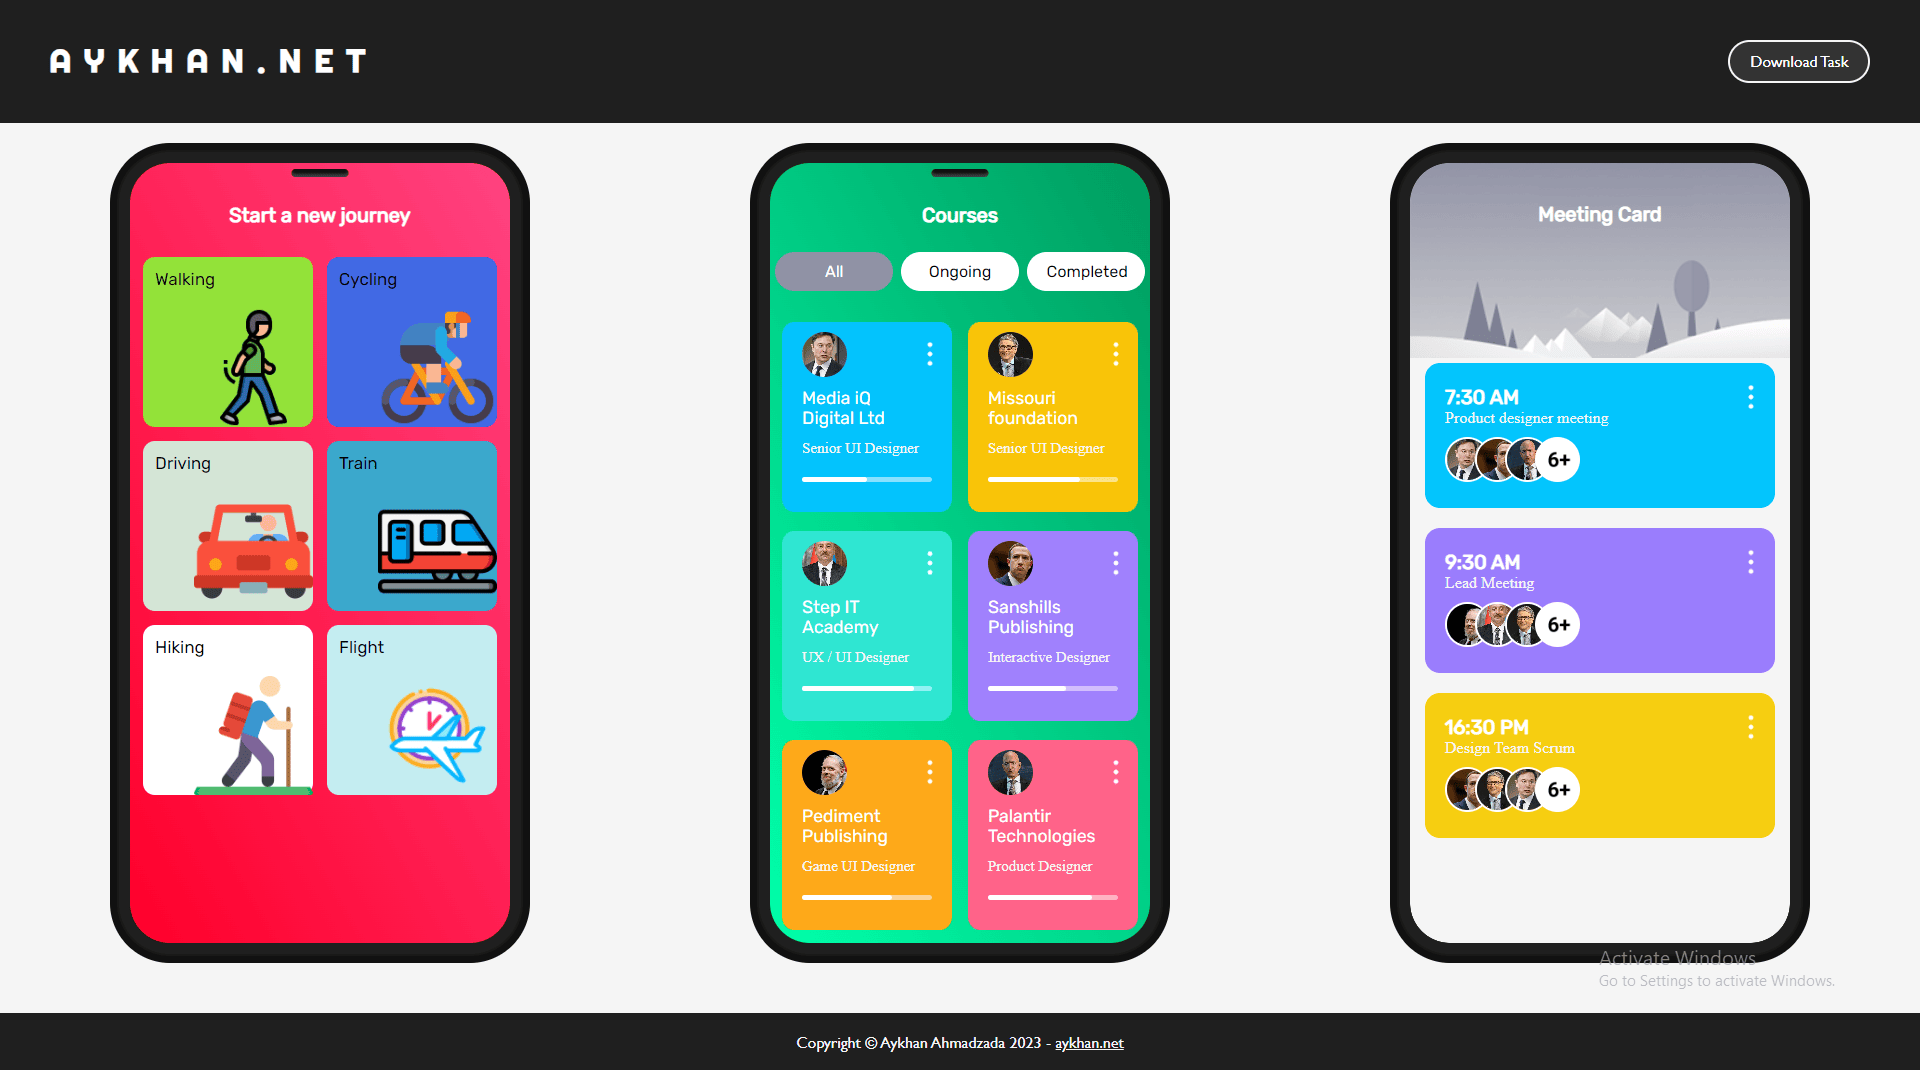 AYKHAN.NET
Download Task
Start a new journey
Walking
Cycling
Driving
Train
Hiking
Flight
Courses
All
Ongoing
Completed
Media iQ
Digital Ltd
Senior UI Designer
Missouri
foundation
Senior UI Designer
Step IT
Academy
UX / UI Designer
Sanshills
Publishing
Interactive Designer
Pediment
Publishing
Game UI Designer
Palantir
Technologies
Product Designer
Meeting Card
7:30 AM
Product designer meeting
6+
9:30 AM
Lead Meeting
6+
16:30 PM
Design Team Scrum
6+
Activate Windows
Go to Settings to activate Windows.
Copyright © Aykhan Ahmadzada 2023 - aykhan.net